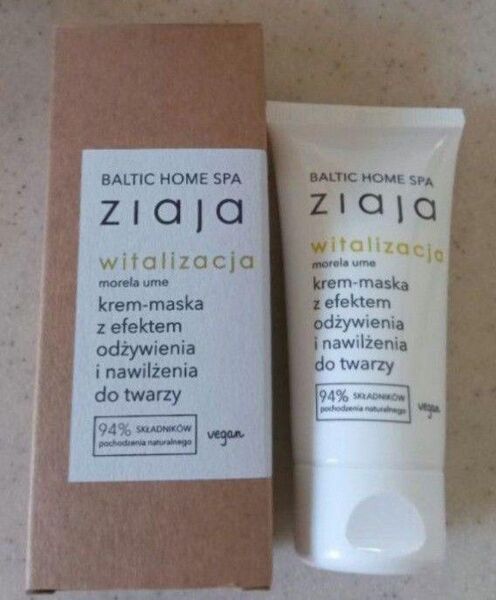 BALTIC HOME SPA
ziaja
witalizacja
morela ume
krem-maska
z efektem
odżywienia
i nawilżenia
do twarzy
94% SKŁADNIKÓW
pochodzenia naturalnego
vegan
BALTIC HOME SPA
ziaja
witalizacja
morela ume
krem-maska
z efektem
odżywienia
i nawilżenia
do twarzy
94% SKŁADNIKÓW
pochodzenia naturalnego
vegan